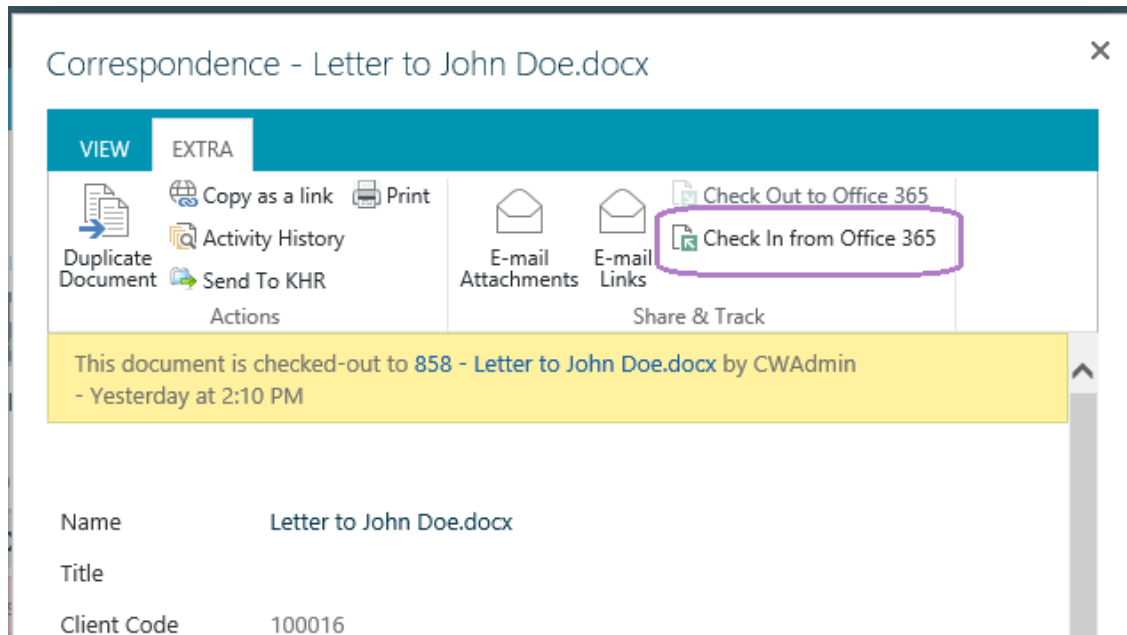 Correspondence - Letter to John Doe.docx
VIEW EXTRA
Copy as a link Print
Activity History
Send To KHR
Duplicate
Document
Actions
E-mail
Attachments
E-mail
Links
Check Out to Office 365
Check In from Office 365
Share & Track
This document is checked-out to 858 - Letter to John Doe.docx by CWAdmin
- Yesterday at 2:10 PM
Name Letter to John Doe.docx
Title
Client Code 100016